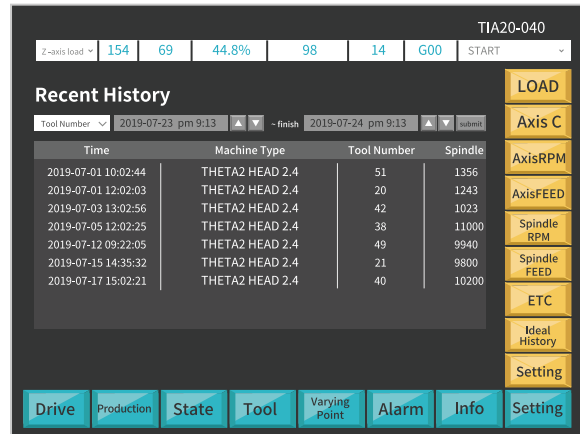 TIA20-040
Z-axis load 154 69 44.8% 98 14 G00 START
Recent History
Tool Number 2019-07-23 pm 9:13 ▲ ▼ ~ finish 2019-07-24 pm 9:13 ▲ ▼ submit
Time Machine Type Tool Number Spindle
2019-07-01 10:02:44 THETA2 HEAD 2.4 51 1356
2019-07-01 12:02:03 THETA2 HEAD 2.4 20 1243
2019-07-03 13:02:56 THETA2 HEAD 2.4 42 1023
2019-07-05 12:02:25 THETA2 HEAD 2.4 38 11000
2019-07-12 09:22:05 THETA2 HEAD 2.4 49 9940
2019-07-15 14:35:32 THETA2 HEAD 2.4 21 9800
2019-07-17 15:02:21 THETA2 HEAD 2.4 40 10200
LOAD
Axis C
AxisRPM
AxisFEED
Spindle
RPM
Spindle
FEED
ETC
Ideal
History
Setting
Drive Production State Tool Varying Point Alarm Info Setting